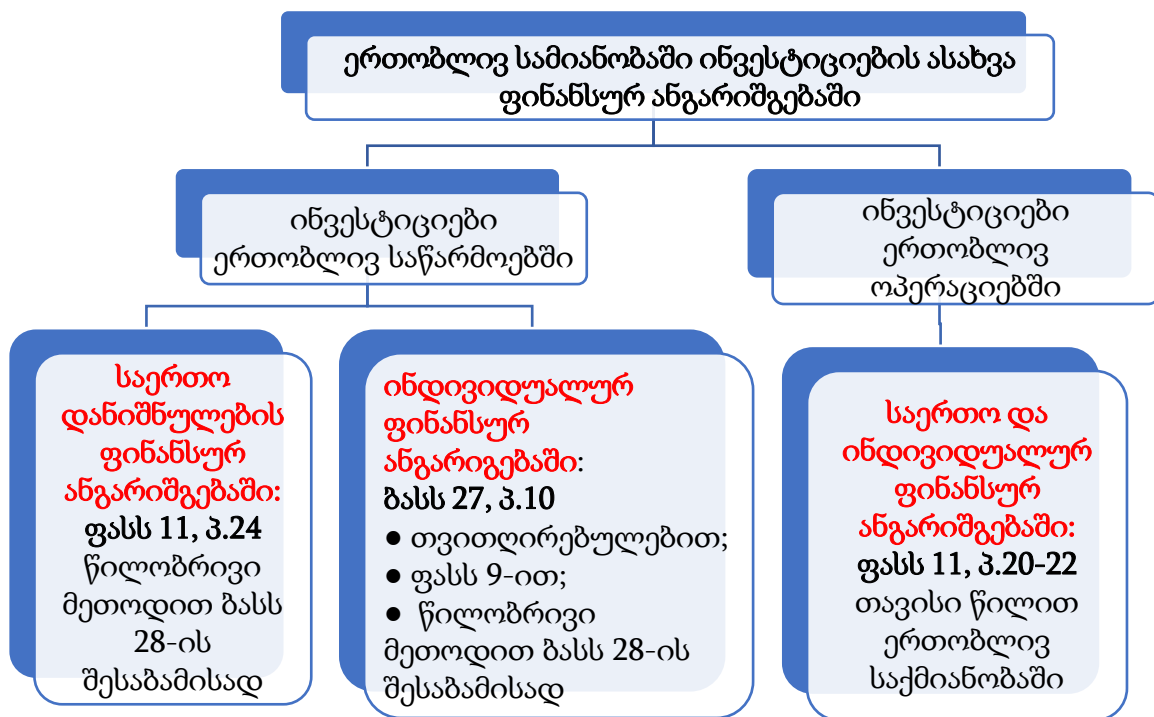 ერთობლივ სამიანობაში ინვესტიციების ასახვა
ფინანსურ ანგარიშგებაში
ინვესტიციები
ერთობლივ საწარმოებში
ინვესტიციები
ერთობლივ
ოპერაციებში
საერთო
დანიშნულების
ფინანსურ
ანგარიშგებაში:
ფასს 11, პ.24
წილობრივი
მეთოდით ბასს
28-ის
შესაბამისად
ინდივიდუალურ
ფინანსურ
ანგარიგებაში:
ბასს 27, პ.10
● თვითღირებულებით;
● ფასს 9-ით;
● წილობრივი
მეთოდით ბასს 28-ის
შესაბამისად
საერთო და
ინდივიდუალურ
ფინანსურ
ანგარიშგებაში:
ფასს 11, პ.20-22
თავისი წილით
ერთობლივ
საქმიანობაში